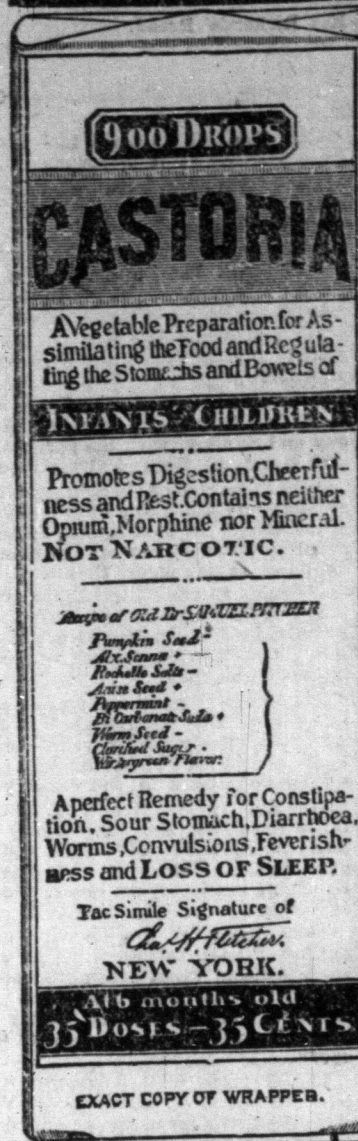 900 DROPS
CASTORIA
A Vegetable Preparation for As-
similating the Food and Regula-
ting the Stomachs and Bowels of
INFANTS CHILDREN
Promotes Digestion, Cheerful-
ness and Rest. Contains neither
Opium, Morphine nor Mineral.
NOT NARCOTIC.
Recipe of Old Dr SAMUEL PITCHER
Pumpkin Seed -
Alx. Senna +
Rochelle Salts -
Anise Seed +
Peppermint -
Bi Carbonate Soda +
Worm Seed -
Clarified Sugar .
Wintergreen Flavor.
A perfect Remedy for Constipa-
tion, Sour Stomach, Diarrhoea,
Worms, Convulsions, Feverish-
ness and LOSS OF SLEEP.
Fac Simile Signature of
Chas. H. Fletcher.
NEW YORK.
At 6 months old
35 DOSES - 35 CENTS
EXACT COPY OF WRAPPER.